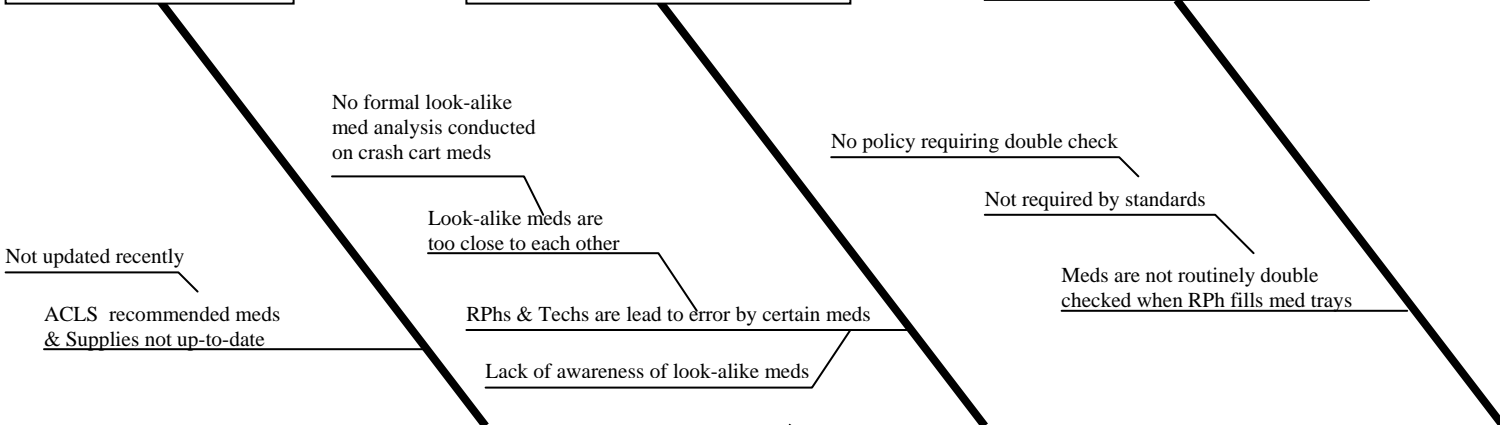 Not updated recently
ACLS  recommended meds
& Supplies not up-to-date
No formal look-alike
med analysis conducted
on crash cart meds
Look-alike meds are
too close to each other
RPhs & Techs are lead to error by certain meds
Lack of awareness of look-alike meds
No policy requiring double check
Not required by standards
Meds are not routinely double
checked when RPh fills med trays